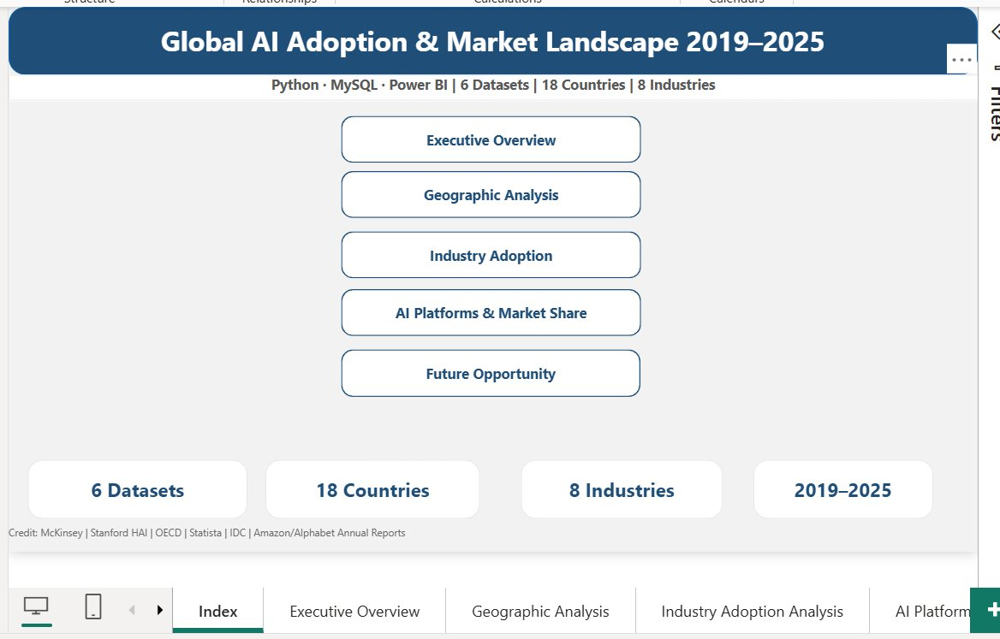 Structure Relationships Calculations Calendars
Global AI Adoption & Market Landscape 2019–2025
Python · MySQL · Power BI | 6 Datasets | 18 Countries | 8 Industries
Executive Overview
Geographic Analysis
Industry Adoption
AI Platforms & Market Share
Future Opportunity
6 Datasets 18 Countries 8 Industries 2019–2025
Credit: McKinsey | Stanford HAI | OECD | Statista | IDC | Amazon/Alphabet Annual Reports
Filters
Index Executive Overview Geographic Analysis Industry Adoption Analysis AI Platform